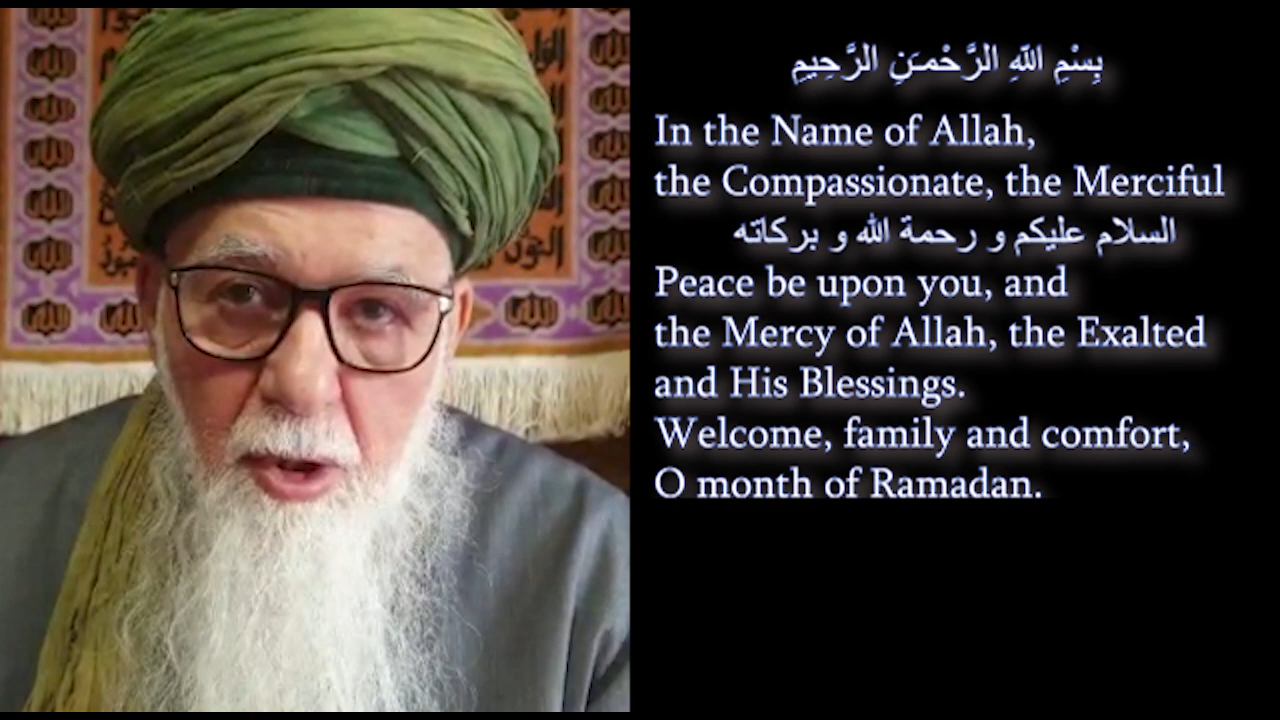 بِسْمِ اللّهِ الرَّحْمـَنِ الرَّحِيمِ
In the Name of Allah,
the Compassionate, the Merciful
السلام عليكم و رحمة الله و بركاته
Peace be upon you, and
the Mercy of Allah, the Exalted
and His Blessings.
Welcome, family and comfort,
O month of Ramadan.